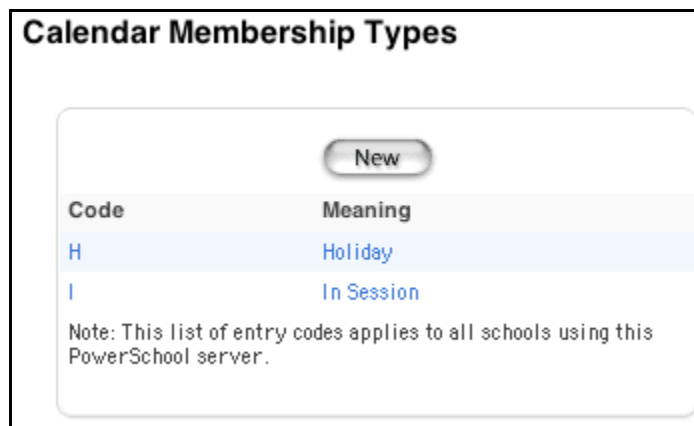 Calendar Membership Types
New
Code Meaning
H Holiday
I In Session
Note: This list of entry codes applies to all schools using this
PowerSchool server.